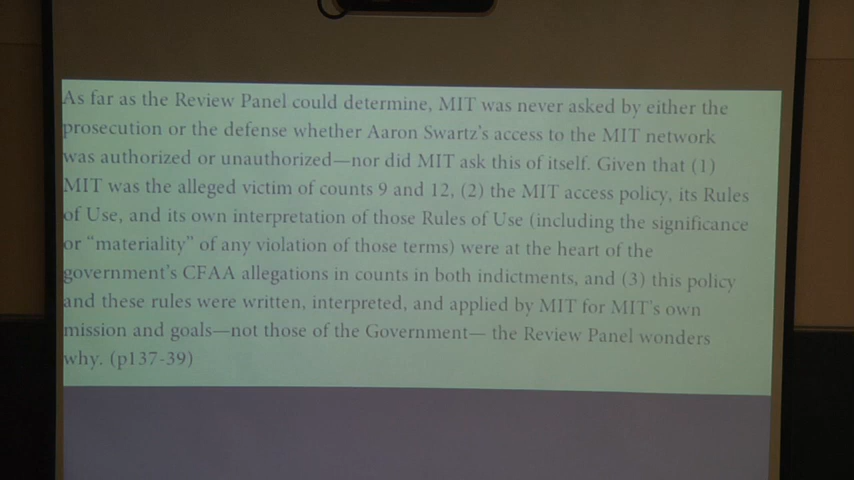 As far as the Review Panel could determine, MIT was never asked by either the
prosecution or the defense whether Aaron Swartz's access to the MIT network
was authorized or unauthorized—nor did MIT ask this of itself. Given that (1)
MIT was the alleged victim of counts 9 and 12, (2) the MIT access policy, its Rules
of Use, and its own interpretation of those Rules of Use (including the significance
or “materiality” of any violation of those terms) were at the heart of the
government's CFAA allegations in counts in both indictments, and (3) this policy
and these rules were written, interpreted, and applied by MIT for MIT's own
mission and goals—not those of the Government— the Review Panel wonders
why. (p137-39)